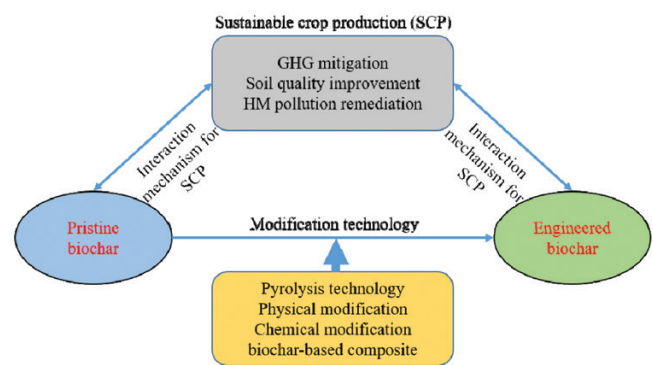 Sustainable crop production (SCP)
GHG mitigation
Soil quality improvement
HM pollution remediation
Interaction
mechanism for
SCP
Interaction
mechanism for
SCP
Pristine
biochar
Modification technology
Engineered
biochar
Pyrolysis technology
Physical modification
Chemical modification
biochar-based composite